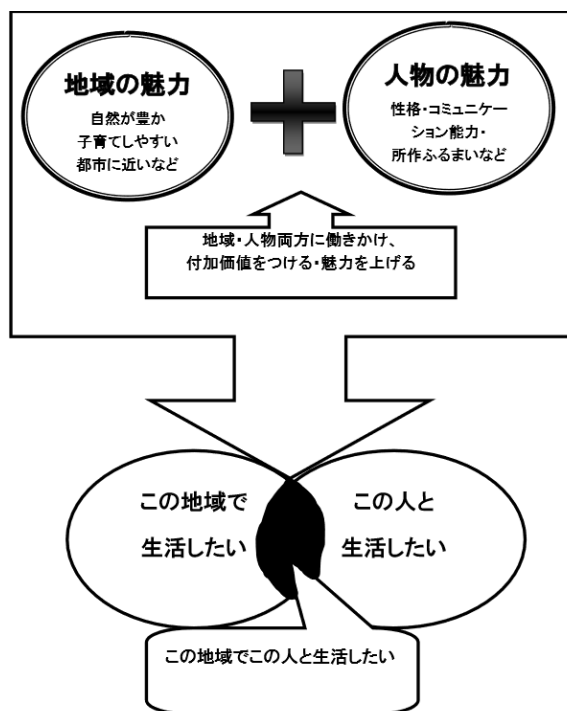 地域の魅力
自然が豊か
子育てしやすい
都市に近いなど
人物の魅力
性格・コミュニケー
ション能力・
所作ふるまいなど
地域・人物両方に働きかけ、
付加価値をつける・魅力を上げる
この地域で
生活したい
この人と
生活したい
この地域でこの人と生活したい